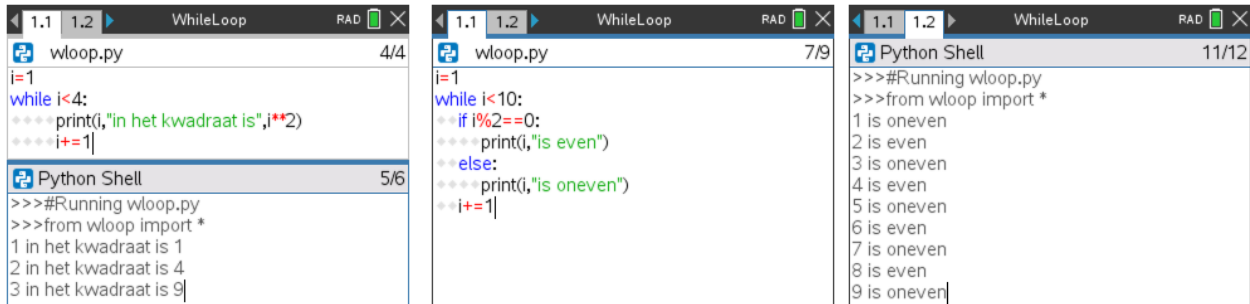 1.1 1.2 WhileLoop RAD
wloop.py 4/4
i=1
while i<4:
print(i,"in het kwadraat is",i**2)
i+=1
Python Shell 5/6
>>>#Running wloop.py
>>>from wloop import *
1 in het kwadraat is 1
2 in het kwadraat is 4
3 in het kwadraat is 9
1.1 1.2 WhileLoop RAD
wloop.py 7/9
i=1
while i<10:
if i%2==0:
print(i,"is even")
else:
print(i,"is oneven")
i+=1
1.1 1.2 WhileLoop RAD
Python Shell 11/12
>>>#Running wloop.py
>>>from wloop import *
1 is oneven
2 is even
3 is oneven
4 is even
5 is oneven
6 is even
7 is oneven
8 is even
9 is oneven